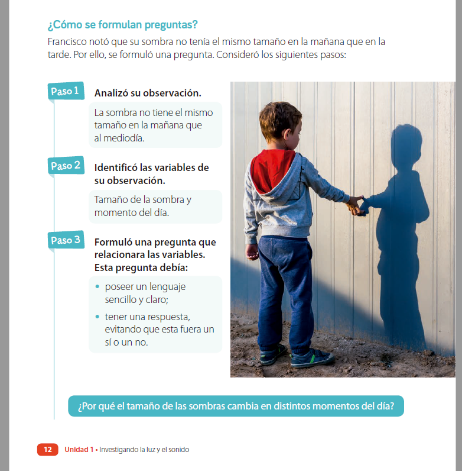 ¿Cómo se formulan preguntas?
Francisco notó que su sombra no tenía el mismo tamaño en la mañana que en la
tarde. Por ello, se formuló una pregunta. Consideró los siguientes pasos:
Paso 1
Analizó su observación.
La sombra no tiene el mismo
tamaño en la mañana que
al mediodía.
Paso 2
Identificó las variables de
su observación.
Tamaño de la sombra y
momento del día.
Paso 3
Formuló una pregunta que
relacionara las variables.
Esta pregunta debía:
• poseer un lenguaje
sencillo y claro;
• tener una respuesta,
evitando que esta fuera un
sí o un no.
¿Por qué el tamaño de las sombras cambia en distintos momentos del día?
12 Unidad 1 • Investigando la luz y el sonido